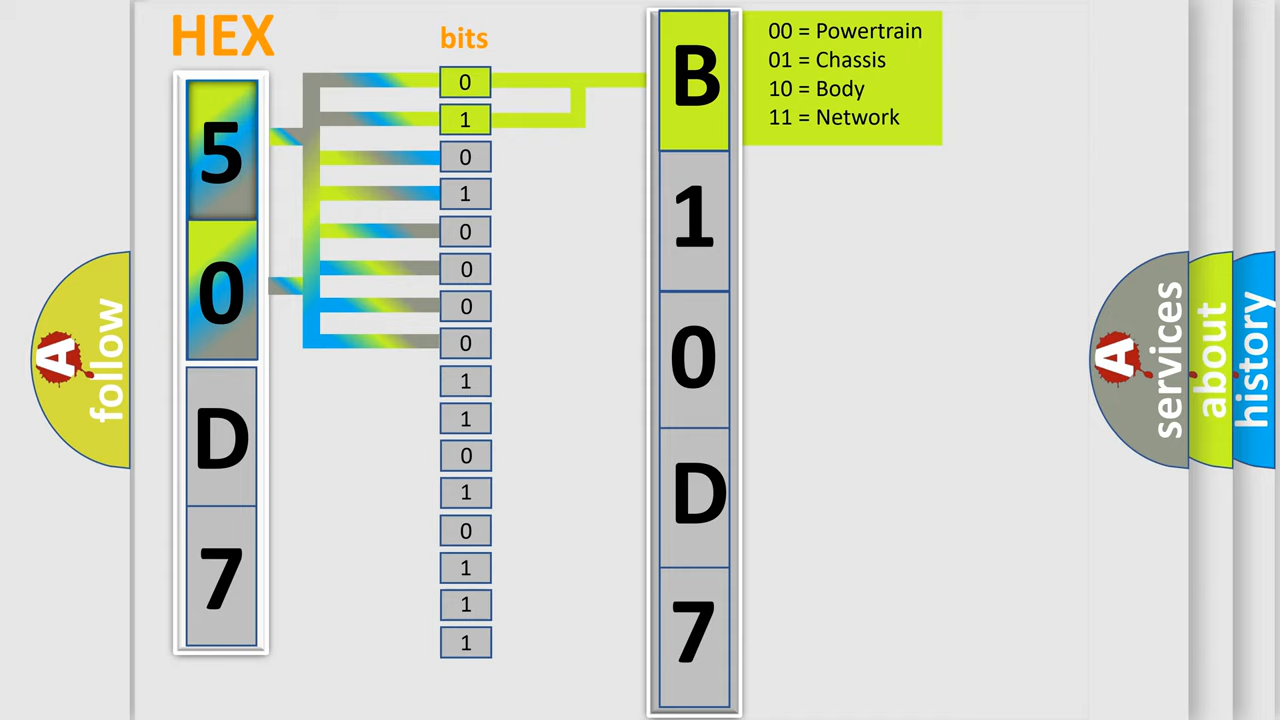 HEX
bits
5
0
D
7
0
1
0
1
0
0
0
0
1
1
0
1
0
1
1
1
B
1
0
D
7
00 = Powertrain
01 = Chassis
10 = Body
11 = Network
A
follow
A
services
about
history